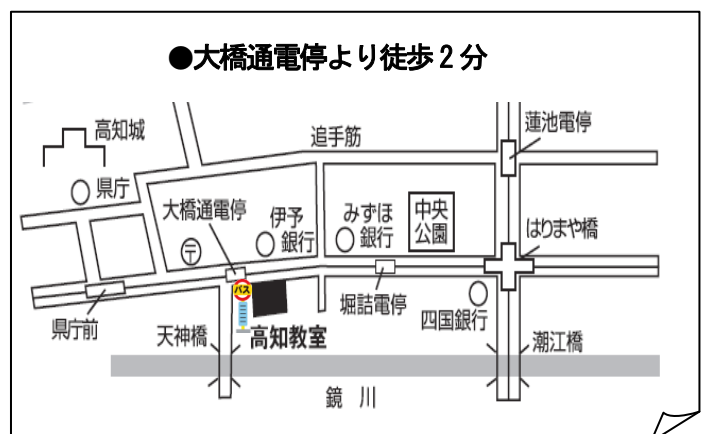 ●大橋通電停より徒歩2分
高知城
追手筋
蓮池電停
県庁
大橋通電停
伊予
銀行
みずほ
銀行
中央
公園
はりまや橋
〒
バス
県庁前
天神橋
高知教室
堀詰電停
四国銀行
潮江橋
鏡 川